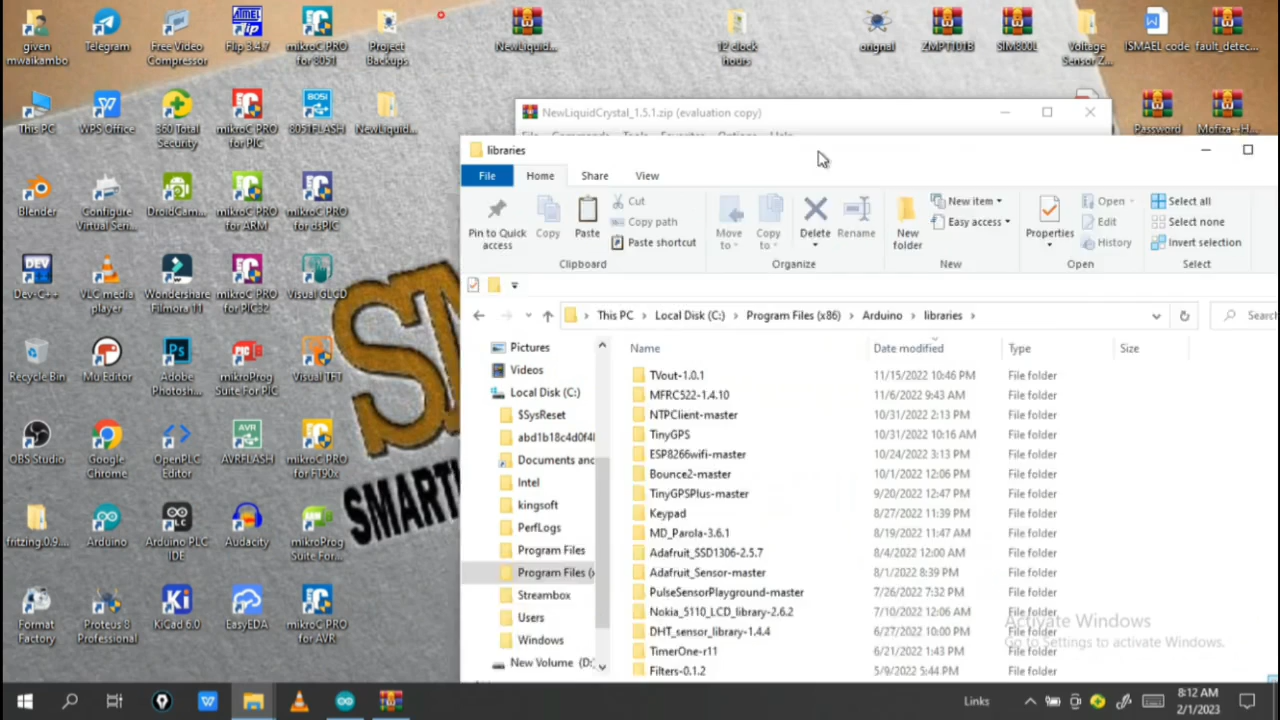 given mwaikambo
Telegram
Free Video Compressor
Flip 3.4.7
mikroC PRO for 8051
Project Backups
NewLiquid...
12 clock hours
orignal
ZMPT101B
SIM800L
Voltage Sensor Z...
ISMAEL code
fault_detec...
This PC
WPS Office
360 Total Security
mikroC PRO for PIC
8051FLASH
NewLiquid...
Password
Mofiza--H...
Blender
Configure Virtual Ser...
DroidCam...
mikroC PRO for ARM
mikroC PRO for dsPIC
Dev-C++
VLC media player
Wondershare Filmora 11
mikroC PRO for PIC32
Visual GLCD
Recycle Bin
Mu Editor
Adobe Photosh...
mikroProg Suite For PIC
Visual TFT
OBS Studio
Google Chrome
OpenPLC Editor
AVRFLASH
mikroC PRO for FT90x
fritzing.0.9....
Arduino
Arduino PLC IDE
Audacity
mikroProg Suite For...
Format Factory
Proteus 8 Professional
KiCad 6.0
EasyEDA
mikroC PRO for AVR
NewLiquidCrystal_1.5.1.zip (evaluation copy)
File Commands Tools Favorites Options Help
libraries
File Home Share View
Pin to Quick access
Copy
Paste
Cut
Copy path
Paste shortcut
Clipboard
Move to
Copy to
Delete
Rename
Organize
New folder
New item
Easy access
New
Properties
Open
Edit
History
Open
Select all
Select none
Invert selection
Select
This PC > Local Disk (C:) > Program Files (x86) > Arduino > libraries >
Search
Pictures
Videos
Local Disk (C:)
$SysReset
abd1b18c4d0f4
Documents and
Intel
kingsoft
PerfLogs
Program Files
Program Files (x
Streambox
Users
Windows
New Volume (D:
Name Date modified Type Size
TVout-1.0.1 11/15/2022 10:46 PM File folder
MFRC522-1.4.10 11/6/2022 9:43 AM File folder
NTPClient-master 10/31/2022 2:13 PM File folder
TinyGPS 10/31/2022 10:16 AM File folder
ESP8266wifi-master 10/24/2022 3:13 PM File folder
Bounce2-master 10/1/2022 12:06 PM File folder
TinyGPSPlus-master 9/20/2022 12:47 PM File folder
Keypad 8/27/2022 11:39 PM File folder
MD_Parola-3.6.1 8/19/2022 11:47 AM File folder
Adafruit_SSD1306-2.5.7 8/4/2022 12:00 AM File folder
Adafruit_Sensor-master 8/1/2022 8:39 PM File folder
PulseSensorPlayground-master 7/26/2022 7:32 PM File folder
Nokia_5110_LCD_library-2.6.2 7/10/2022 12:06 AM File folder
DHT_sensor_library-1.4.4 6/27/2022 10:00 PM File folder
TimerOne-r11 6/21/2022 1:43 PM File folder
Filters-0.1.2 5/9/2022 5:44 PM File folder
Activate Windows
Go to Settings to activate Windows.
Links
8:12 AM
2/1/2023